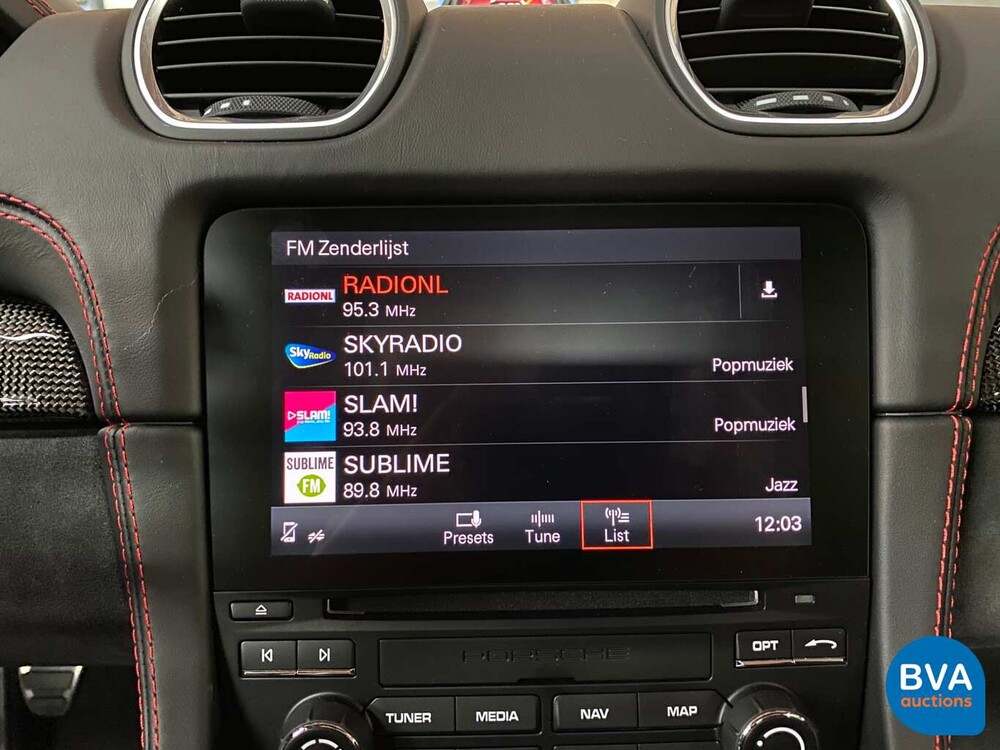 FM Zenderlijst
RADIONL RADIONL
95.3 MHz
SkyRadio SKYRADIO
101.1 MHz Popmuziek
SLAM! SLAM!
93.8 MHz Popmuziek
SUBLIME FM SUBLIME
89.8 MHz Jazz
Presets Tune List 12:03
PORSCHE
OPT
TUNER MEDIA NAV MAP
BVA
auctions